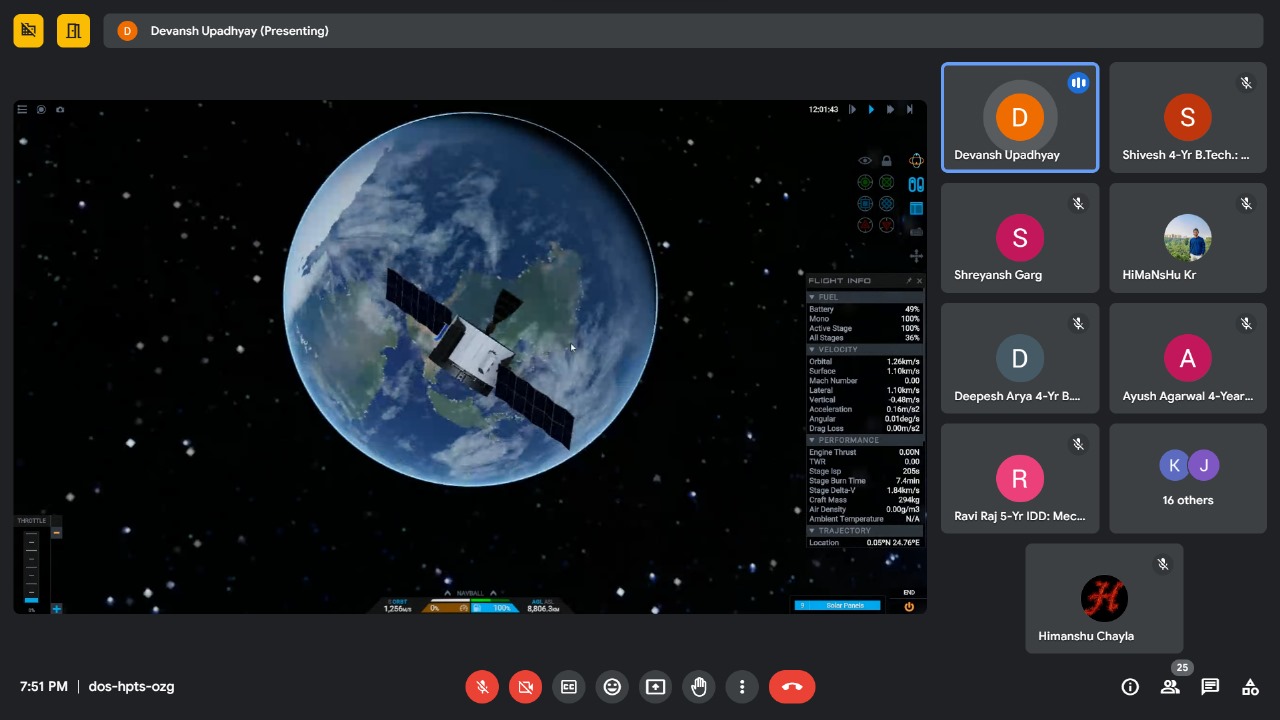 D Devansh Upadhyay (Presenting)
12:01:43
FLIGHT INFO
FUEL
Battery 49%
Mono 100%
Active Stage 100%
All Stages 36%
VELOCITY
Orbital 1.26km/s
Surface 1.10km/s
Mach Number 0.00
Lateral 1.10km/s
Vertical -0.48m/s
Acceleration 0.16m/s2
Angular 0.01deg/s
Drag Loss 0.00m/s2
PERFORMANCE
Engine Thrust 0.00N
TWR 0.00
Stage Isp 205s
Stage Burn Time 7.4min
Stage Delta-V 1.84km/s
Craft Mass 294kg
Air Density 0.00g/m3
Ambient Temperature N/A
TRAJECTORY
Location 0.05°N 24.76°E
THROTTLE
0%
NAVBALL
ORBIT
1,256m/s
0%
100%
AGL ASL
8,806.3km
9 Solar Panels
END
D
Devansh Upadhyay
S
Shivesh 4-Yr B.Tech.: ...
S
Shreyansh Garg
HiMaNsHu Kr
D
Deepesh Arya 4-Yr B....
A
Ayush Agarwal 4-Year...
R
Ravi Raj 5-Yr IDD: Mec...
K J
16 others
H
Himanshu Chayla
7:51 PM | dos-hpts-ozg
CC
25